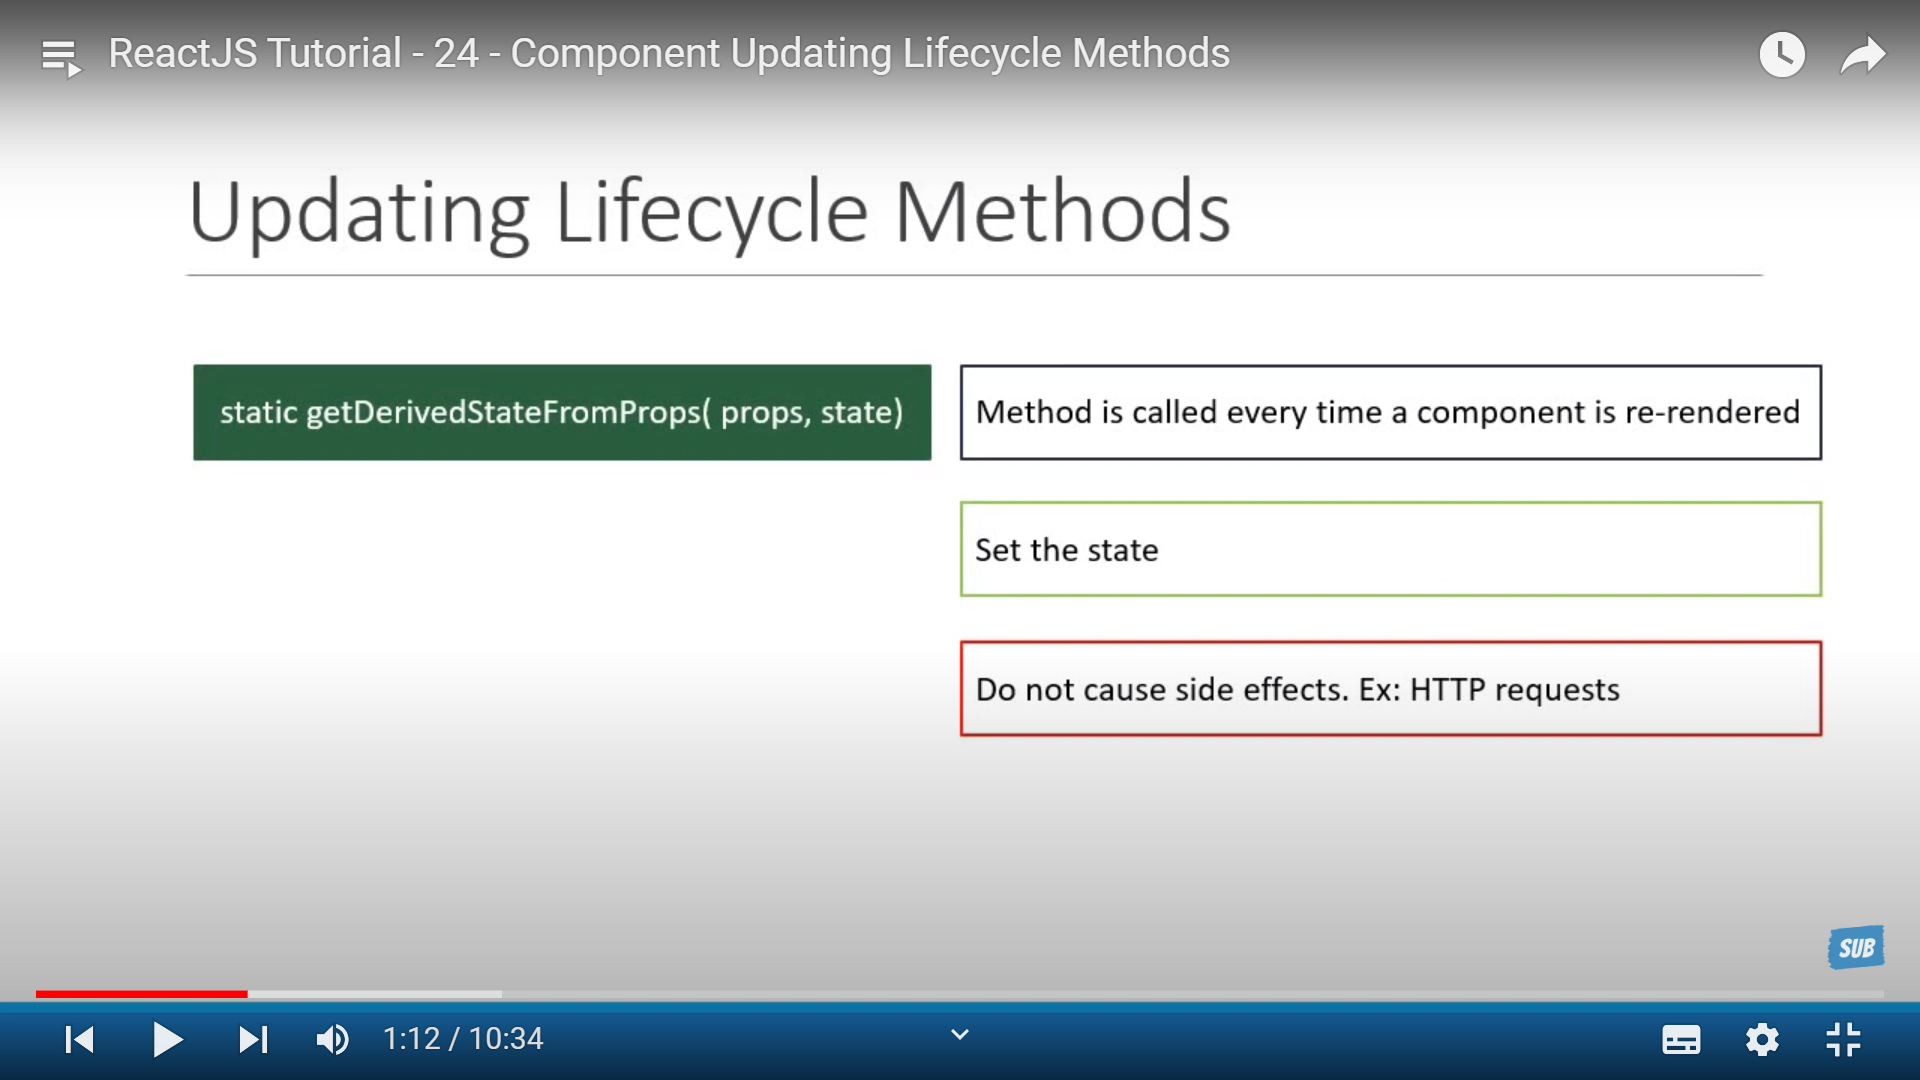 ReactJS Tutorial - 24 - Component Updating Lifecycle Methods
Updating Lifecycle Methods
static getDerivedStateFromProps( props, state)
Method is called every time a component is re-rendered
Set the state
Do not cause side effects. Ex: HTTP requests
SUB
1:12 / 10:34